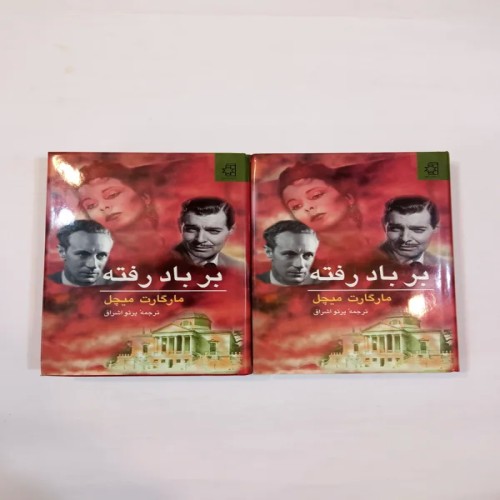 بر باد رفته
مارگارت میچل
ترجمه پرتو اشراق
بر باد رفته
مارگارت میچل
ترجمه پرتو اشراق